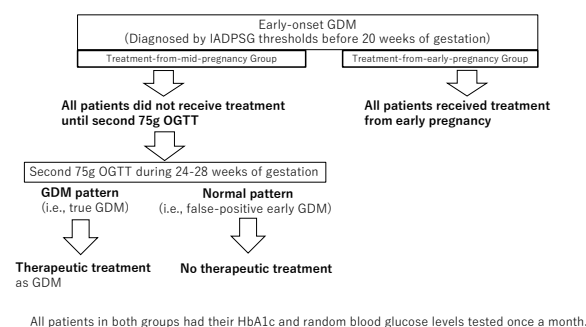 Early-onset GDM
(Diagnosed by IADPSG thresholds before 20 weeks of gestation)
Treatment-from-mid-pregnancy Group
Treatment-from-early-pregnancy Group
All patients did not receive treatment
until second 75g OGTT
All patients received treatment
from early pregnancy
Second 75g OGTT during 24-28 weeks of gestation
GDM pattern
(i.e., true GDM)
Normal pattern
(i.e., false-positive early GDM)
Therapeutic treatment
as GDM
No therapeutic treatment
All patients in both groups had their HbA1c and random blood glucose levels tested once a month.